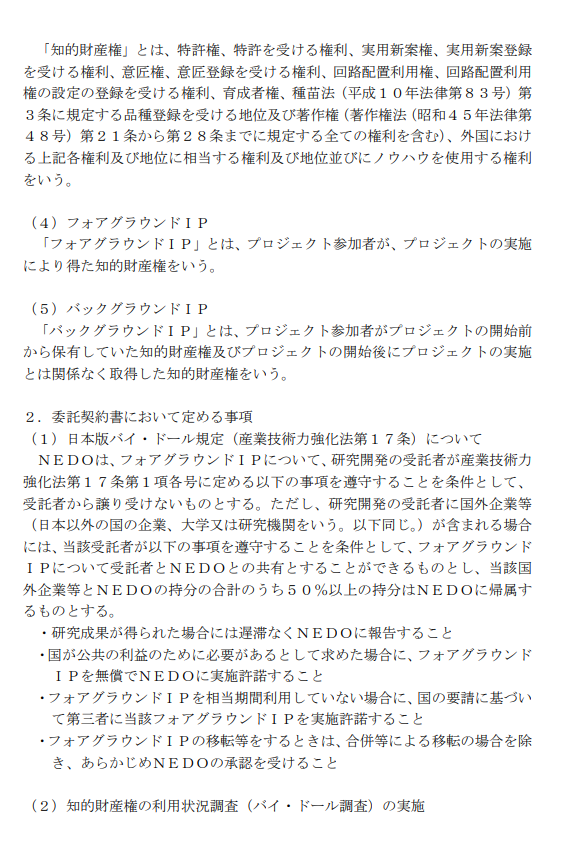 「知的財産権」とは、特許権、特許を受ける権利、実用新案権、実用新案登録
を受ける権利、意匠権、意匠登録を受ける権利、回路配置利用権、回路配置利用
権の設定の登録を受ける権利、育成者権、種苗法（平成１０年法律第８３号）第
３条に規定する品種登録を受ける地位及び著作権（著作権法（昭和４５年法律第
４８号）第２１条から第２８条までに規定する全ての権利を含む）、外国におけ
る上記各権利及び地位に相当する権利及び地位並びにノウハウを使用する権利
をいう。
（４）フォアグラウンドＩＰ
「フォアグラウンドＩＰ」とは、プロジェクト参加者が、プロジェクトの実施
により得た知的財産権をいう。
（５）バックグラウンドＩＰ
「バックグラウンドＩＰ」とは、プロジェクト参加者がプロジェクトの開始前
から保有していた知的財産権及びプロジェクトの開始後にプロジェクトの実施
とは関係なく取得した知的財産権をいう。
２．委託契約書において定める事項
（１）日本版バイ・ドール規定（産業技術力強化法第１７条）について
ＮＥＤＯは、フォアグラウンドＩＰについて、研究開発の受託者が産業技術力
強化法第１７条第１項各号に定める以下の事項を遵守することを条件として、
受託者から譲り受けないものとする。ただし、研究開発の受託者に国外企業等
（日本以外の国の企業、大学又は研究機関をいう。以下同じ。）が含まれる場合
には、当該受託者が以下の事項を遵守することを条件として、フォアグラウンド
ＩＰについて受託者とＮＥＤＯとの共有とすることができるものとし、当該国
外企業等とＮＥＤＯの持分の合計のうち５０％以上の持分はＮＥＤＯに帰属す
るものとする。
・研究成果が得られた場合には遅滞なくＮＥＤＯに報告すること
・国が公共の利益のために必要があるとして求めた場合に、フォアグラウンド
ＩＰを無償でＮＥＤＯに実施許諾すること
・フォアグラウンドＩＰを相当期間利用していない場合に、国の要請に基づい
て第三者に当該フォアグラウンドＩＰを実施許諾すること
・フォアグラウンドＩＰの移転等をするときは、合併等による移転の場合を除
き、あらかじめＮＥＤＯの承認を受けること
（２）知的財産権の利用状況調査（バイ・ドール調査）の実施